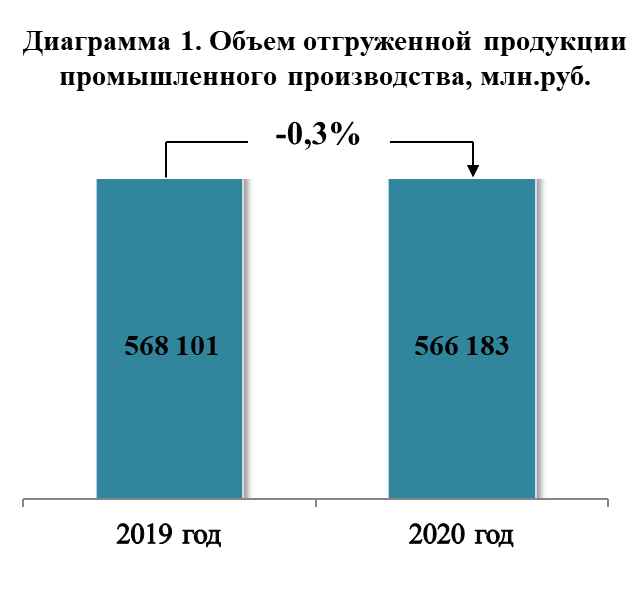 Диаграмма 1. Объем отгруженной продукции
промышленного производства, млн.руб.
-0,3%
568 101
566 183
2019 год
2020 год